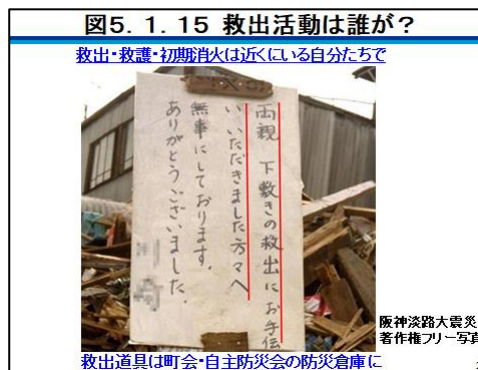 図5.1.15 救出活動は誰が?
救出・救護・初期消火は近くにいる自分たちで
両親 下敷きの救出にお手伝
い いただきました方々へ
無事にしております。
ありがとうございました。
阪神淡路大震災
著作権フリー写真
救出道具は町会・自主防災会の防災倉庫に